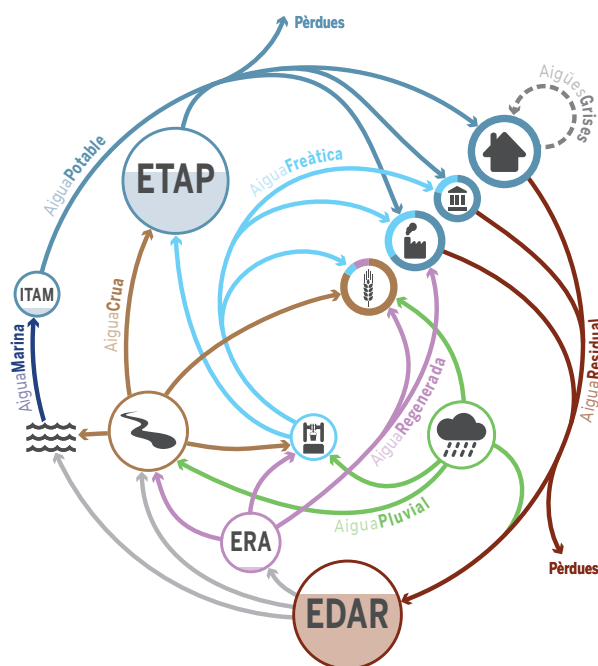 Pèrdues
AigüesGrises
AiguaPotable
ETAP
AiguaFreàtica
ITAM
AiguaCrua
AiguaMarina
AiguaResidual
AiguaRegenerada
AiguaPluvial
ERA
Pèrdues
EDAR